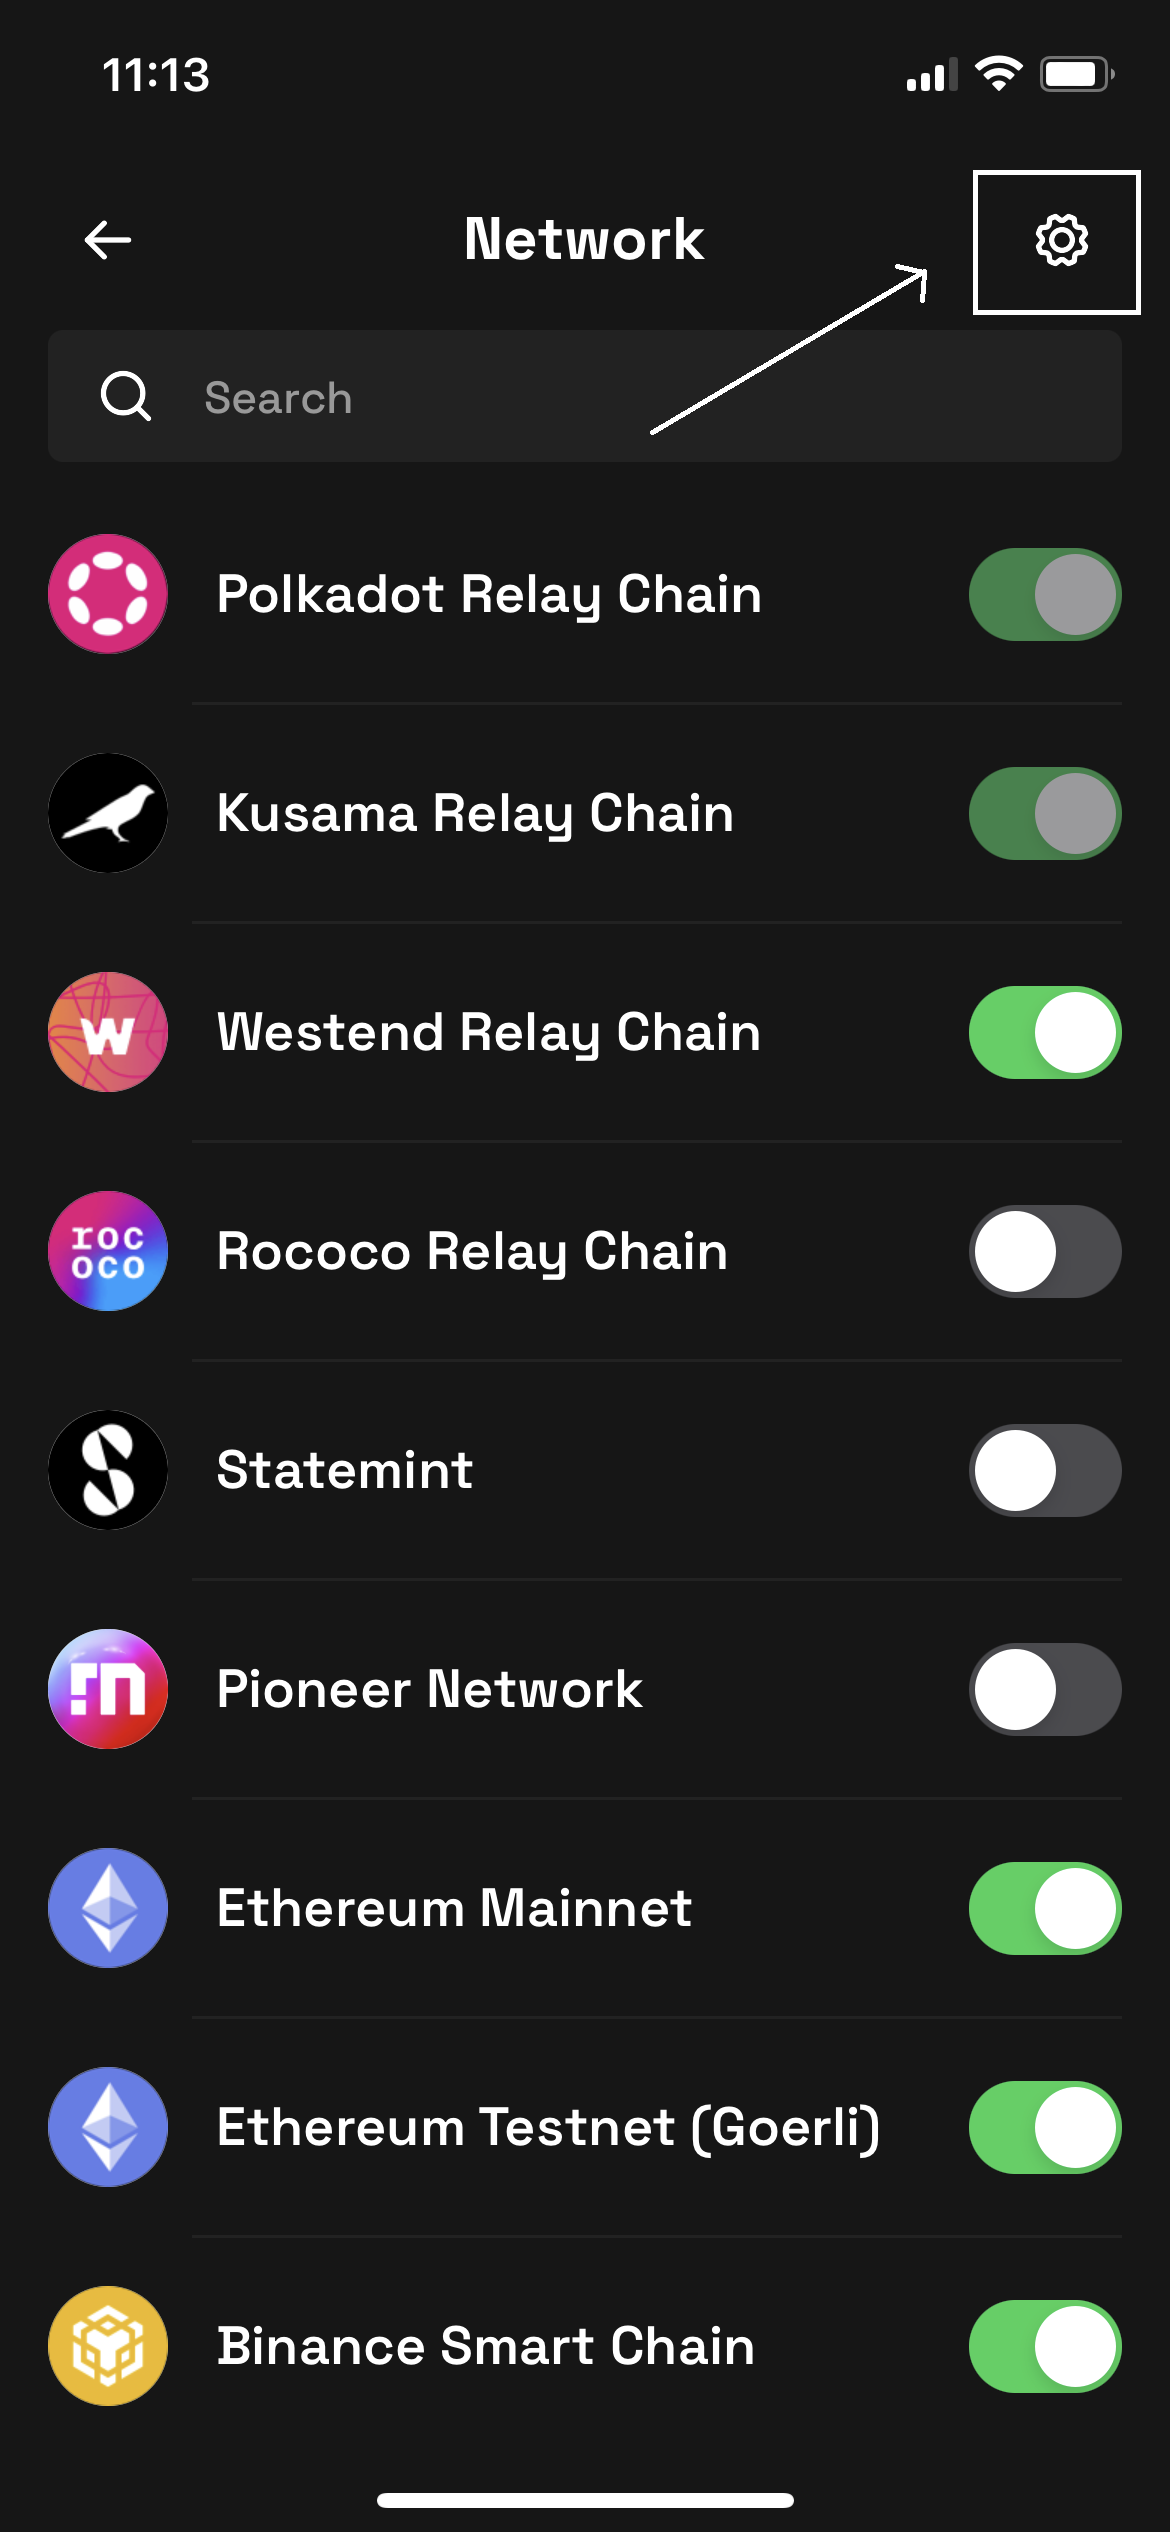 11:13
Network
Search
Polkadot Relay Chain
Kusama Relay Chain
W
Westend Relay Chain
roc
oco
Rococo Relay Chain
Statemint
Pioneer Network
Ethereum Mainnet
Ethereum Testnet (Goerli)
Binance Smart Chain